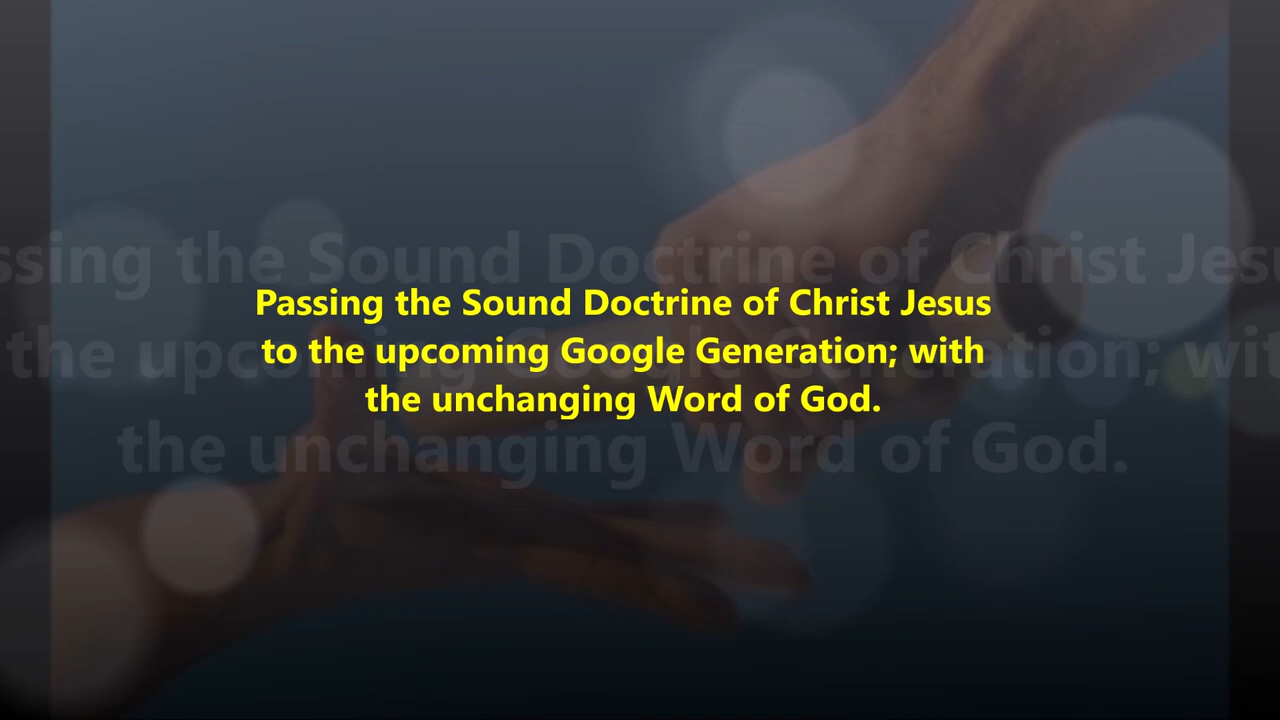 Passing the Sound Doctrine of Christ Jesus
to the upcoming Google Generation; with
the unchanging Word of God.